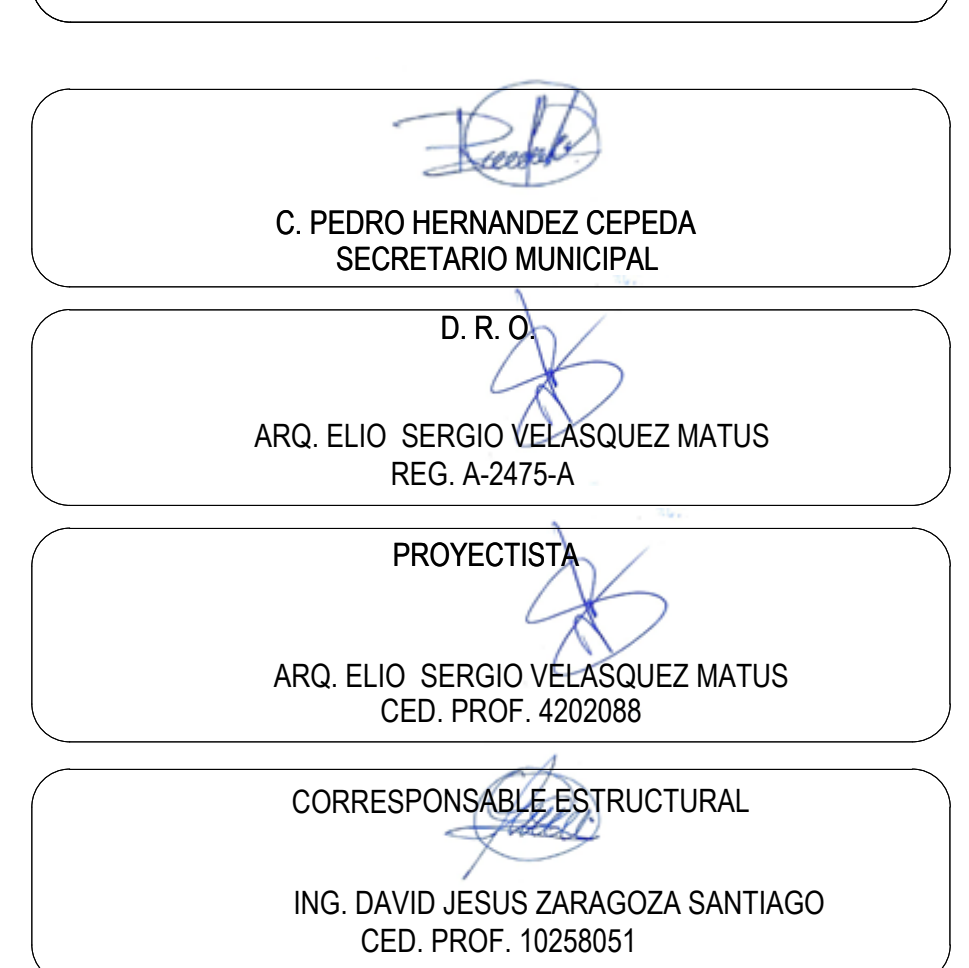 C. PEDRO HERNANDEZ CEPEDA
SECRETARIO MUNICIPAL
D. R. O.
ARQ. ELIO SERGIO VELASQUEZ MATUS
REG. A-2475-A
PROYECTISTA
ARQ. ELIO SERGIO VELASQUEZ MATUS
CED. PROF. 4202088
CORRESPONSABLE ESTRUCTURAL
ING. DAVID JESUS ZARAGOZA SANTIAGO
CED. PROF. 10258051